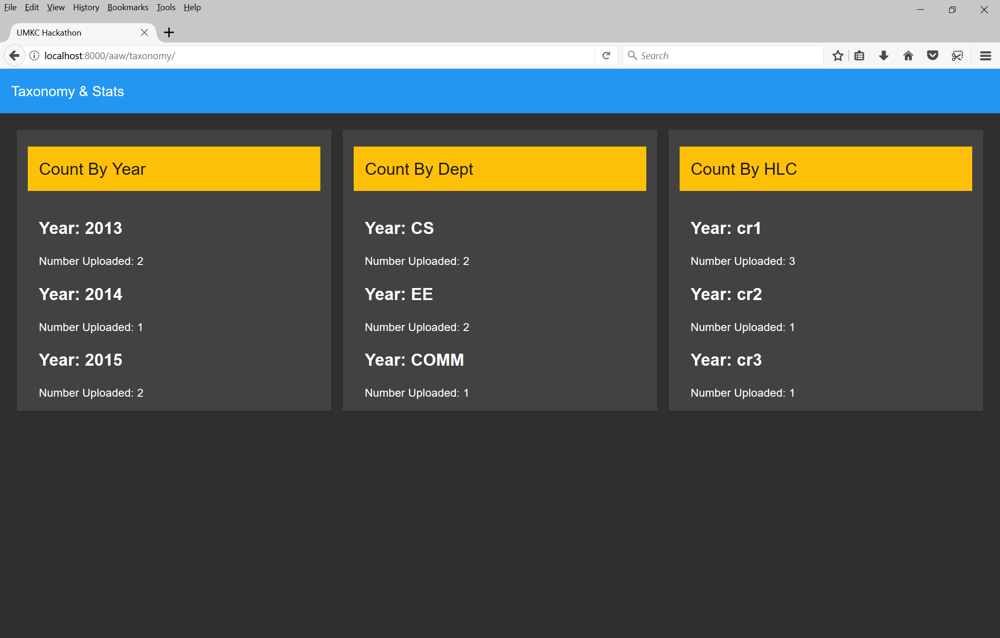 File Edit View History Bookmarks Tools Help
UMKC Hackathon
localhost:8000/aaw/taxonomy/
Search
Taxonomy & Stats
Count By Year
Year: 2013
Number Uploaded: 2
Year: 2014
Number Uploaded: 1
Year: 2015
Number Uploaded: 2
Count By Dept
Year: CS
Number Uploaded: 2
Year: EE
Number Uploaded: 2
Year: COMM
Number Uploaded: 1
Count By HLC
Year: cr1
Number Uploaded: 3
Year: cr2
Number Uploaded: 1
Year: cr3
Number Uploaded: 1